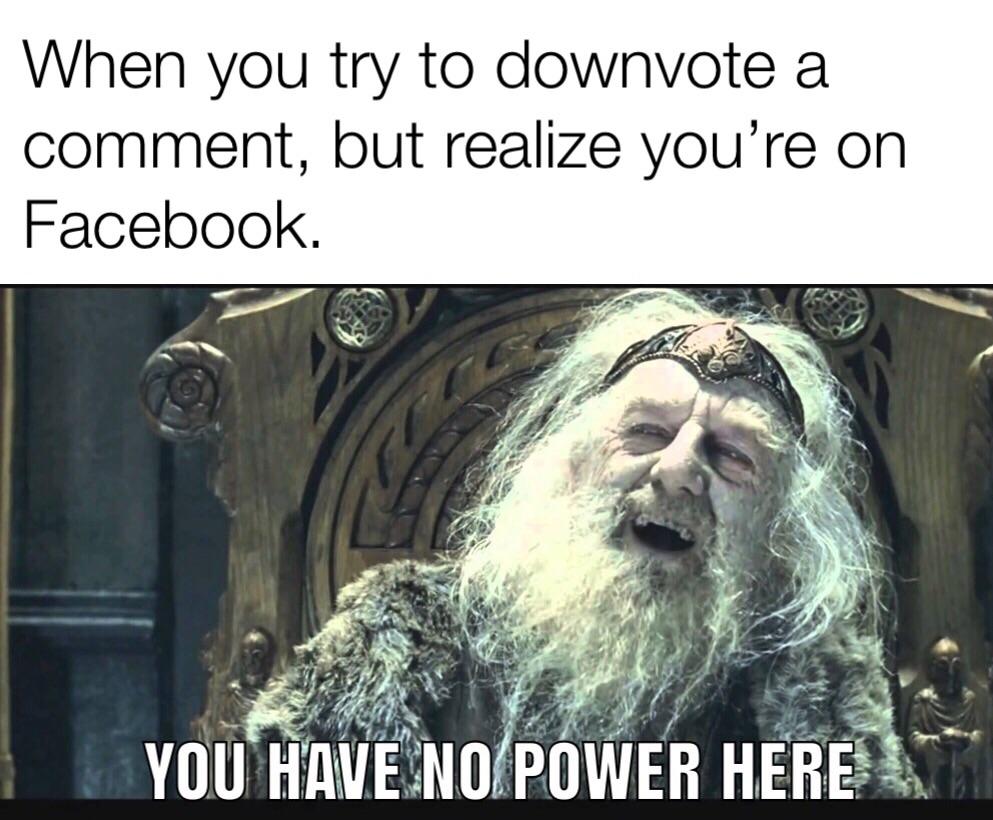 When you try to downvote a
comment, but realize you’re on
Facebook.
YOU HAVE NO POWER HERE